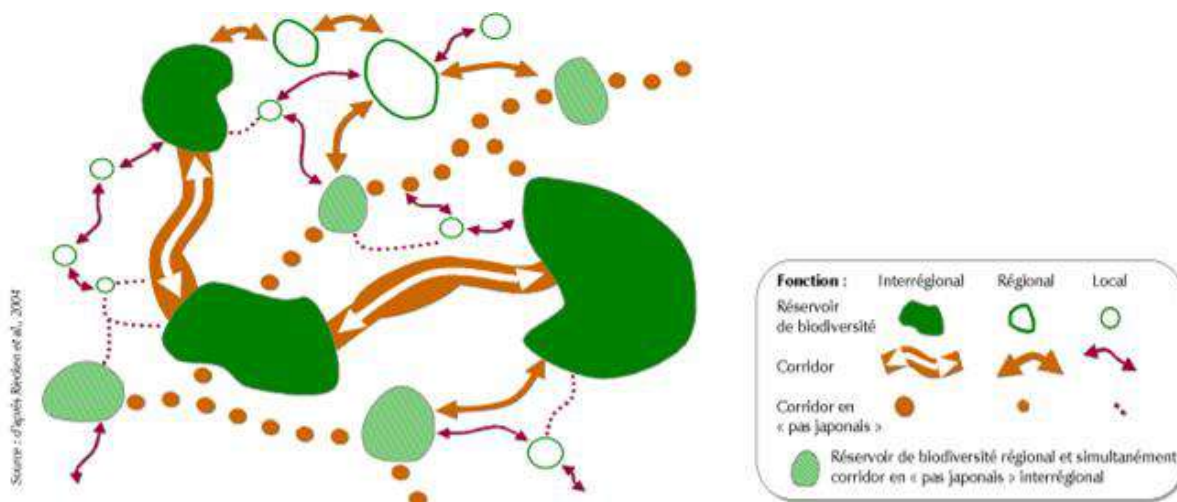 Source : d'après Riecken et al., 2004
Fonction : Interrégional Régional Local
Réservoir
de biodiversité
Corridor
Corridor en
« pas japonais »
Réservoir de biodiversité régional et simultanément
corridor en « pas japonais » interrégional